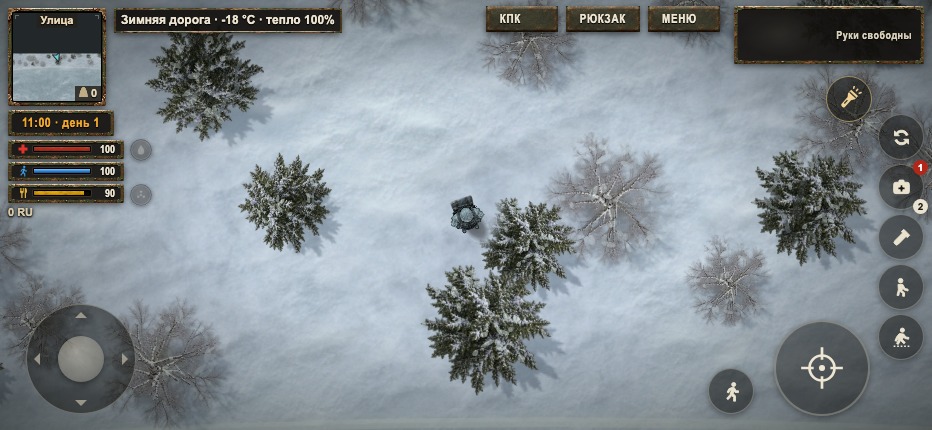 Улица
0
Зимняя дорога · -18 °C · тепло 100%
КПК
РЮКЗАК
МЕНЮ
Руки свободны
11:00 · день 1
100
100
90
0 RU
1
2